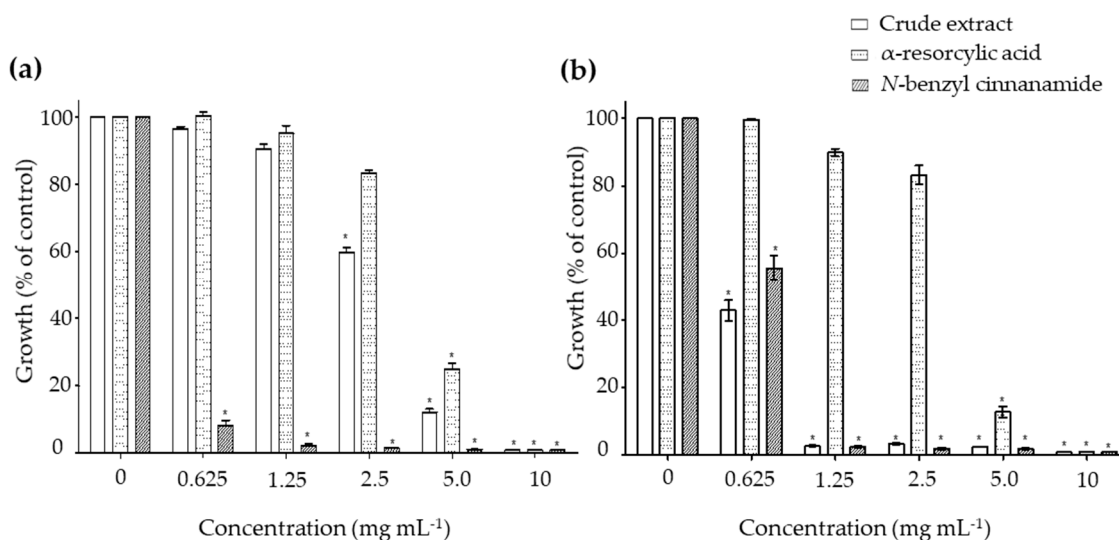 Crude extract
α-resorcylic acid
N-benzyl cinnanamide
(a)
Growth (% of control)
100
80
60
40
20
0
* * * * * * * * * *
0 0.625 1.25 2.5 5.0 10
Concentration (mg mL-1)
(b)
Growth (% of control)
100
80
60
40
20
0
* * * * * * * * * * * *
0 0.625 1.25 2.5 5.0 10
Concentration (mg mL-1)